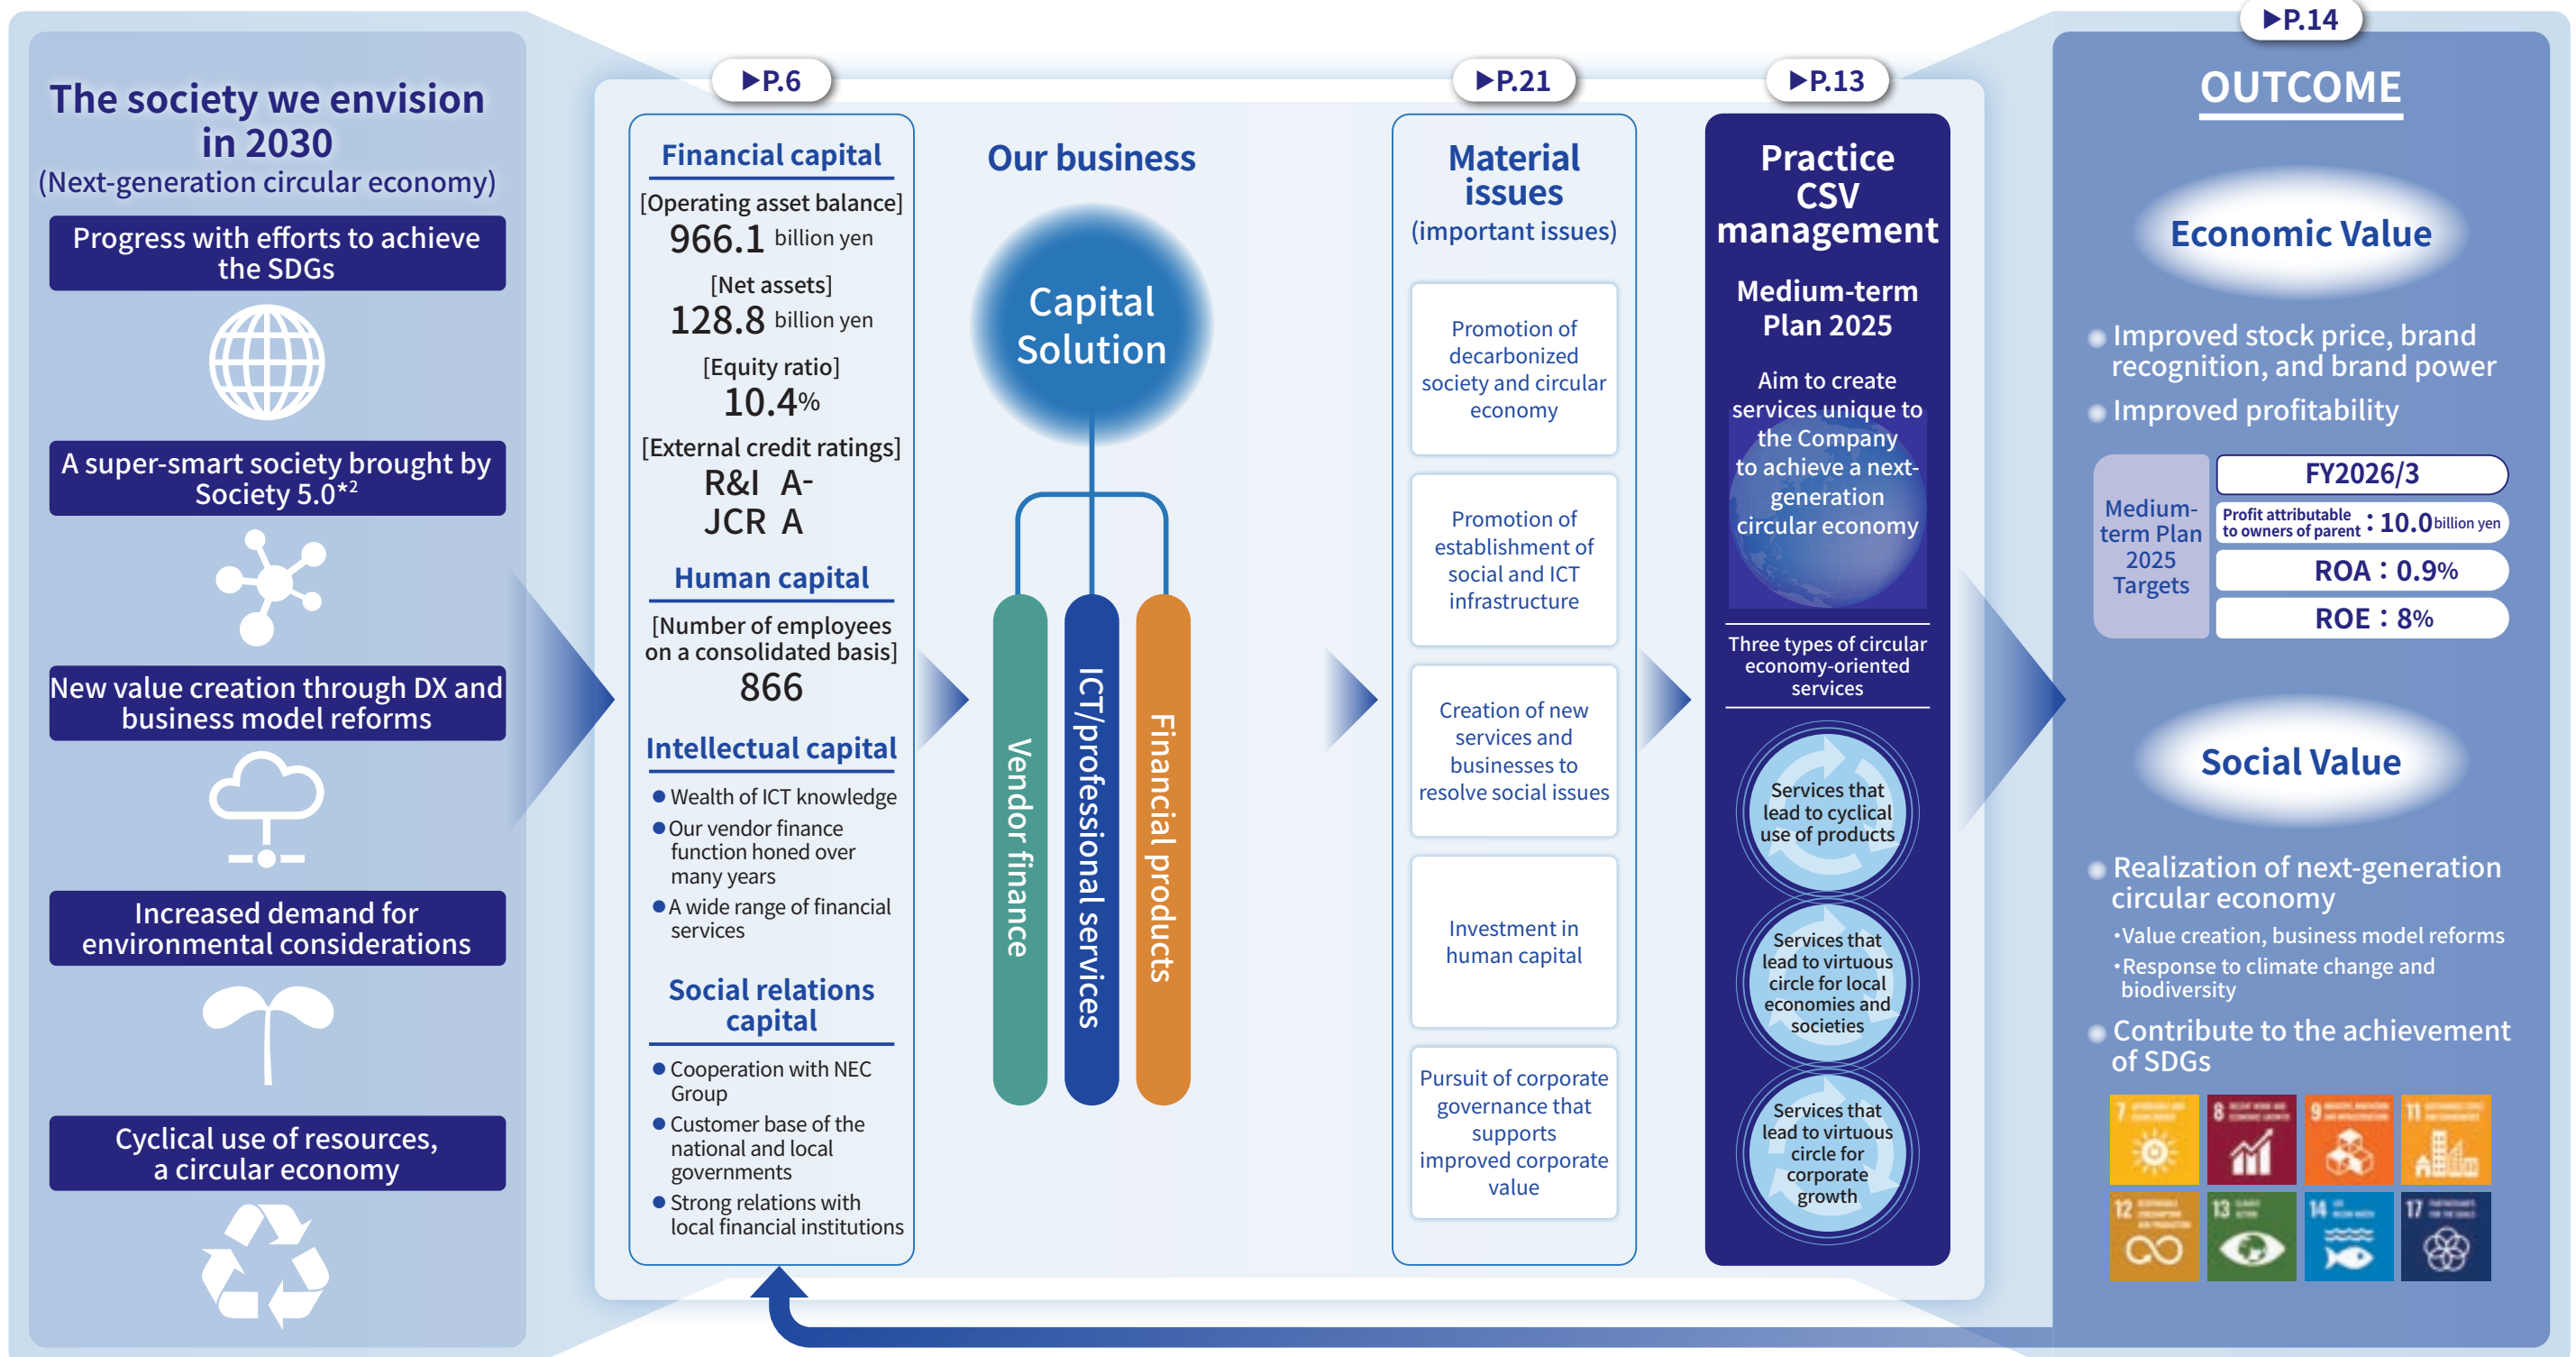 The society we envision
in 2030
(Next-generation circular economy)
Progress with efforts to achieve
the SDGs
A super-smart society brought by
Society 5.0*2
New value creation through DX and
business model reforms
Increased demand for
environmental considerations
Cyclical use of resources,
a circular economy
▶P.6
Financial capital
[Operating asset balance]
966.1 billion yen
[Net assets]
128.8 billion yen
[Equity ratio]
10.4%
[External credit ratings]
R&I A-
JCR A
Human capital
[Number of employees
on a consolidated basis]
866
Intellectual capital
● Wealth of ICT knowledge
● Our vendor finance
function honed over
many years
● A wide range of financial
services
Social relations
capital
● Cooperation with NEC
Group
● Customer base of the
national and local
governments
● Strong relations with
local financial institutions
Our business
Capital
Solution
Vendor finance
ICT/professional services
Financial products
▶P.21
Material
issues
(important issues)
Promotion of
decarbonized
society and circular
economy
Promotion of
establishment of
social and ICT
infrastructure
Creation of new
services and
businesses to
resolve social issues
Investment in
human capital
Pursuit of corporate
governance that
supports
improved corporate
value
▶P.13
Practice
CSV
management
Medium-term
Plan 2025
Aim to create
services unique to
the Company
to achieve a next-
generation
circular economy
Three types of circular
economy-oriented
services
Services that
lead to cyclical
use of products
Services that
lead to virtuous
circle for local
economies and
societies
Services that
lead to virtuous
circle for
corporate
growth
▶P.14
OUTCOME
Economic Value
● Improved stock price, brand
recognition, and brand power
● Improved profitability
Medium-
term Plan
2025
Targets
FY2026/3
Profit attributable
to owners of parent : 10.0 billion yen
ROA : 0.9%
ROE : 8%
Social Value
● Realization of next-generation
circular economy
・Value creation, business model reforms
・Response to climate change and
biodiversity
● Contribute to the achievement
of SDGs
7
8
9
11
12
13
14
17